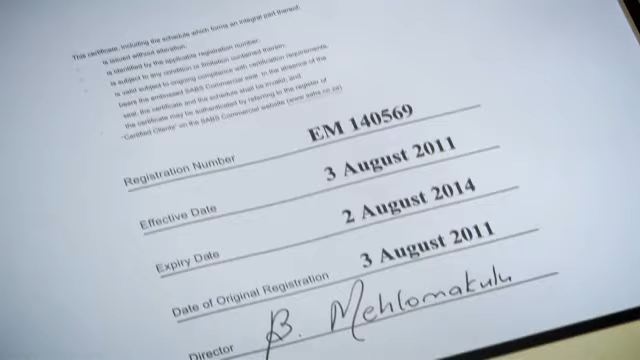 This certificate, including the schedule which forms an integral part thereof:
is issued without alteration;
is identified by the applicable registration number;
is subject to any condition or limitation contained therein;
is valid subject to ongoing compliance with certification requirements.
bears the embossed SABS Commercial seal. In the absence of the
seal, the certificate and the schedule shall be invalid; and
the certificate may be authenticated by referring to the register of
"Certified Clients" on the SABS Commercial website (www.sabs.co.za)
Registration Number EM 140569
Effective Date 3 August 2011
Expiry Date 2 August 2014
Date of Original Registration 3 August 2011
Director B. Mehlomakulu